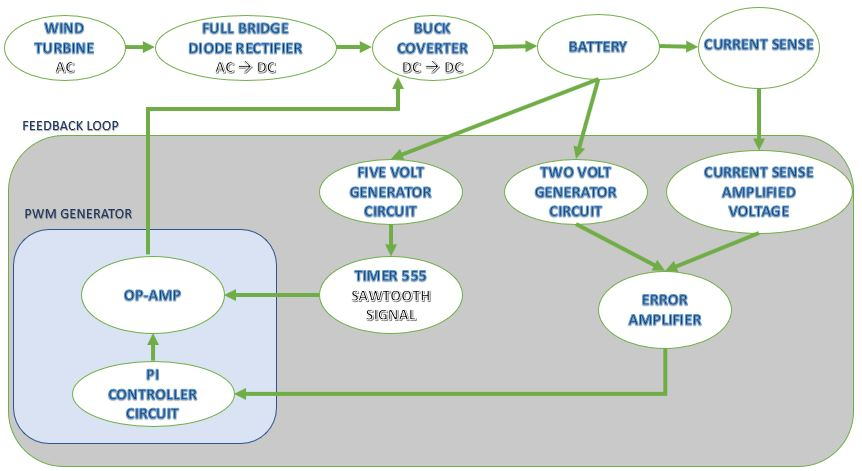 WIND
TURBINE
AC
FULL BRIDGE
DIODE RECTIFIER
AC → DC
BUCK
COVERTER
DC → DC
BATTERY
CURRENT SENSE
FEEDBACK LOOP
FIVE VOLT
GENERATOR
CIRCUIT
TWO VOLT
GENERATOR
CIRCUIT
CURRENT SENSE
AMPLIFIED
VOLTAGE
PWM GENERATOR
OP-AMP
TIMER 555
SAWTOOTH
SIGNAL
ERROR
AMPLIFIER
PI
CONTROLLER
CIRCUIT